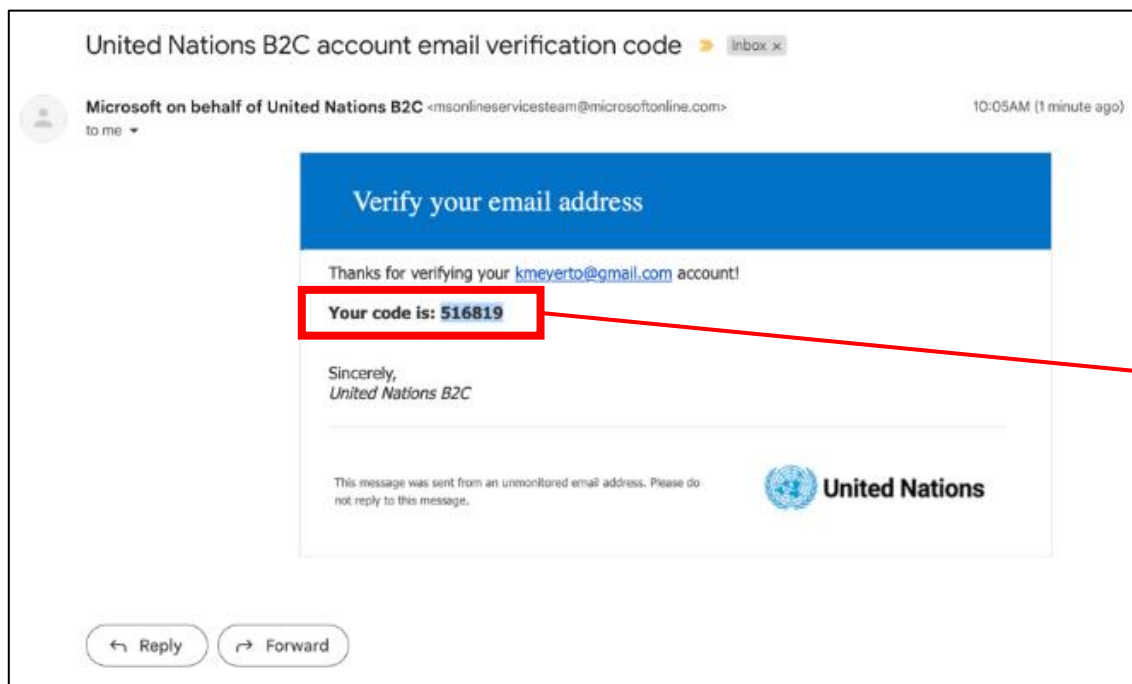 United Nations B2C account email verification code Inbox x
Microsoft on behalf of United Nations B2C <msonlineservicesteam@microsoftonline.com> 10:05AM (1 minute ago)
to me
Verify your email address
Thanks for verifying your kmeyerto@gmail.com account!
Your code is: 516819
Sincerely,
United Nations B2C
This message was sent from an unmonitored email address. Please do
not reply to this message.
United Nations
Reply Forward